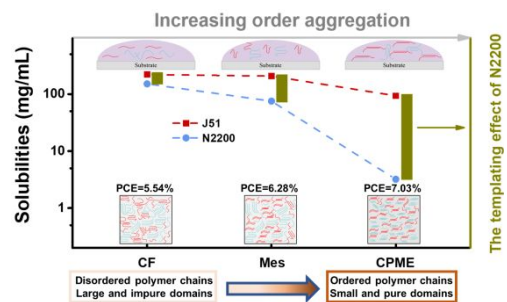 Increasing order aggregation
Substrate
Substrate
Substrate
Solubilities (mg/mL)
100
10
1
J51
N2200
PCE=5.54%
PCE=6.28%
PCE=7.03%
CF
Mes
CPME
The templating effect of N2200
Disordered polymer chains
Large and impure domains
Ordered polymer chains
Small and pure domains